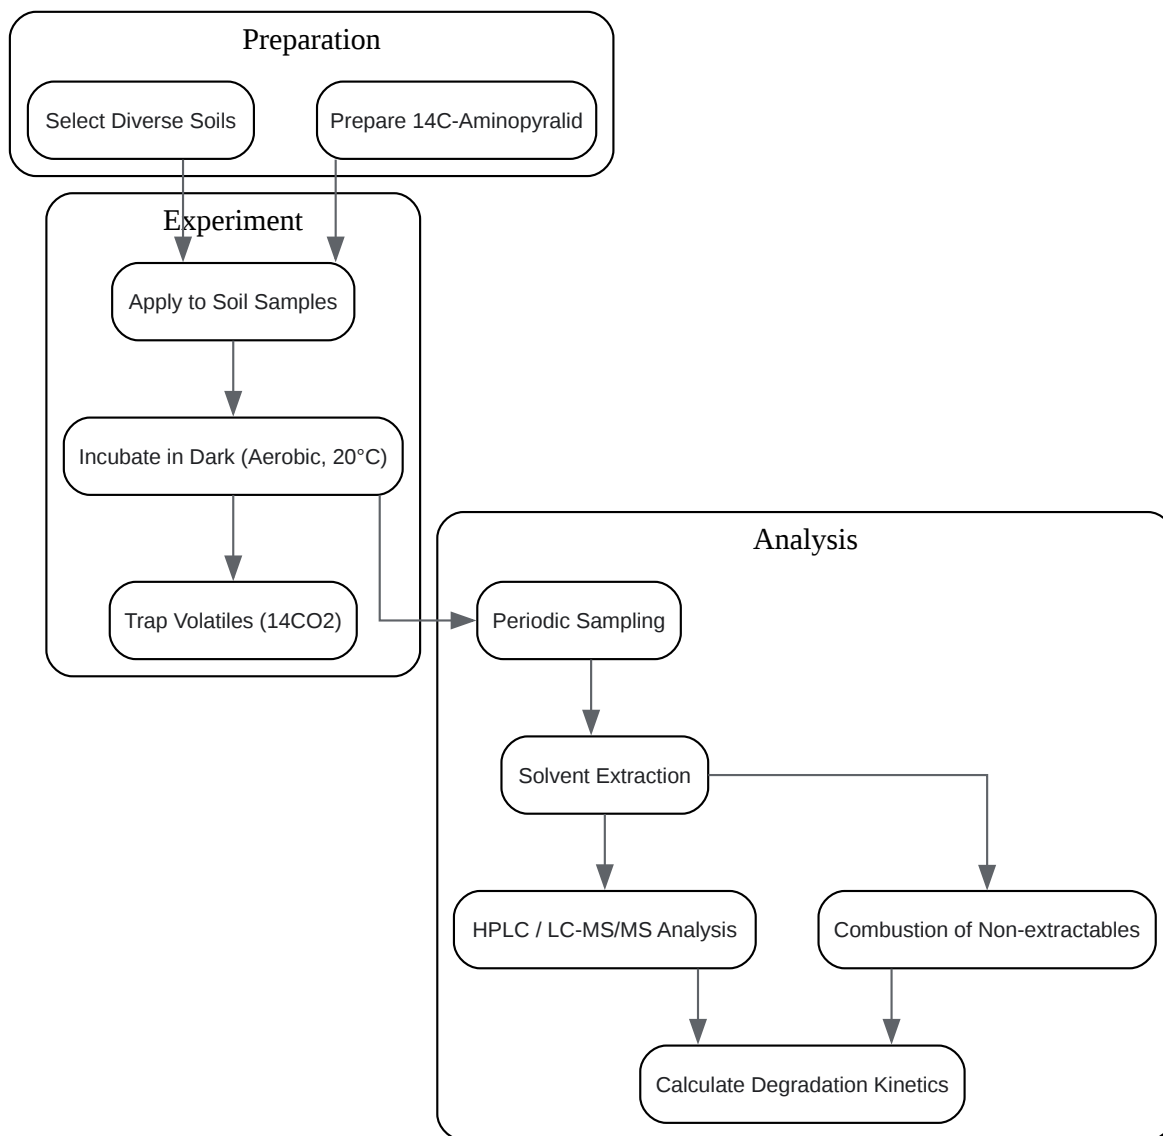 Preparation
Select Diverse Soils
Prepare 14C-Aminopyralid
Experiment
Apply to Soil Samples
Incubate in Dark (Aerobic, 20°C)
Trap Volatiles (14CO2)
Analysis
Periodic Sampling
Solvent Extraction
HPLC / LC-MS/MS Analysis
Combustion of Non-extractables
Calculate Degradation Kinetics